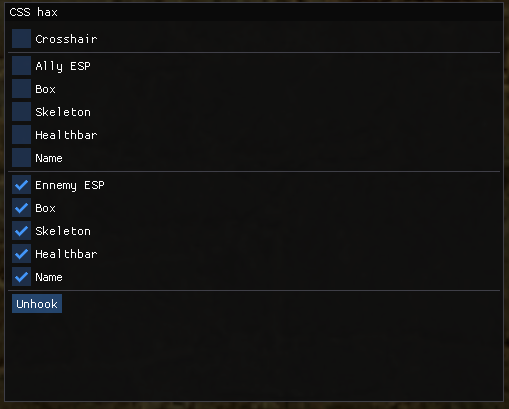 CSS hax
Crosshair
Ally ESP
Box
Skeleton
Healthbar
Name
Ennemy ESP
Box
Skeleton
Healthbar
Name
Unhook